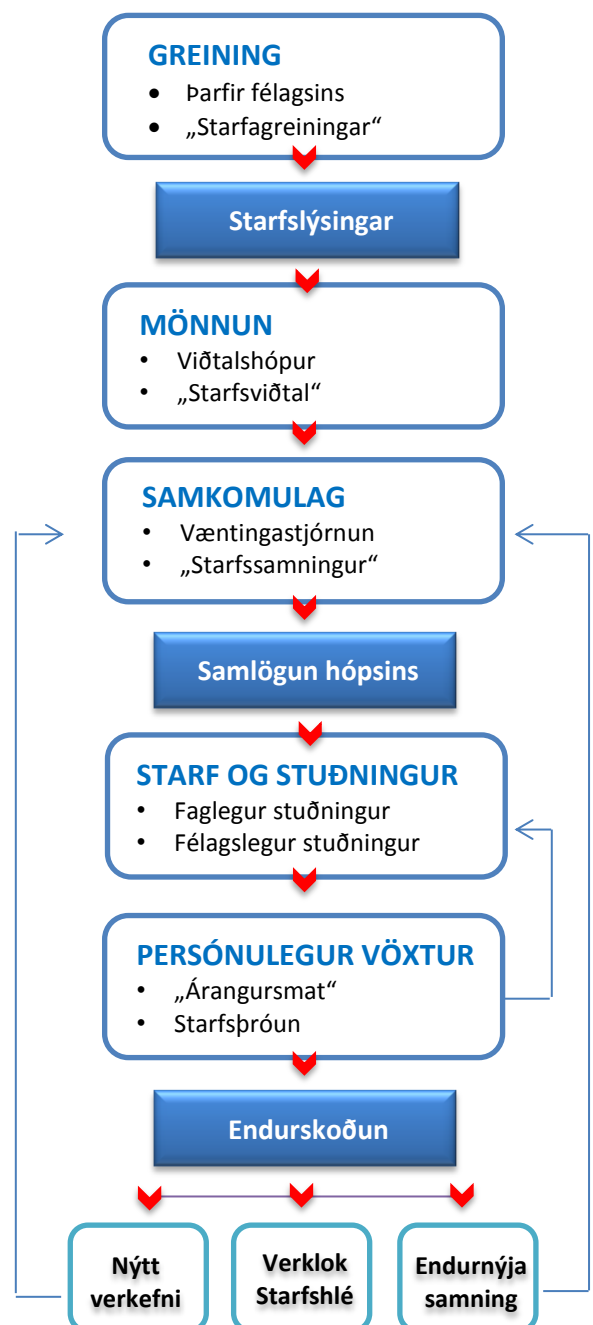 GREINING
• Þarfir félagsins
• „Starfagreiningar“
Starfslýsingar
MÖNNUN
• Viðtalshópur
• „Starfsviðtal“
SAMKOMULAG
• Væntingastjórnun
• „Starfssamningur“
Samlögun hópsins
STARF OG STUÐNINGUR
• Faglegur stuðningur
• Félagslegur stuðningur
PERSÓNULEGUR VÖXTUR
• „Árangursmat“
• Starfsþróun
Endurskoðun
Nýtt
verkefni
Verklok
Starfshlé
Endurnýja
samning